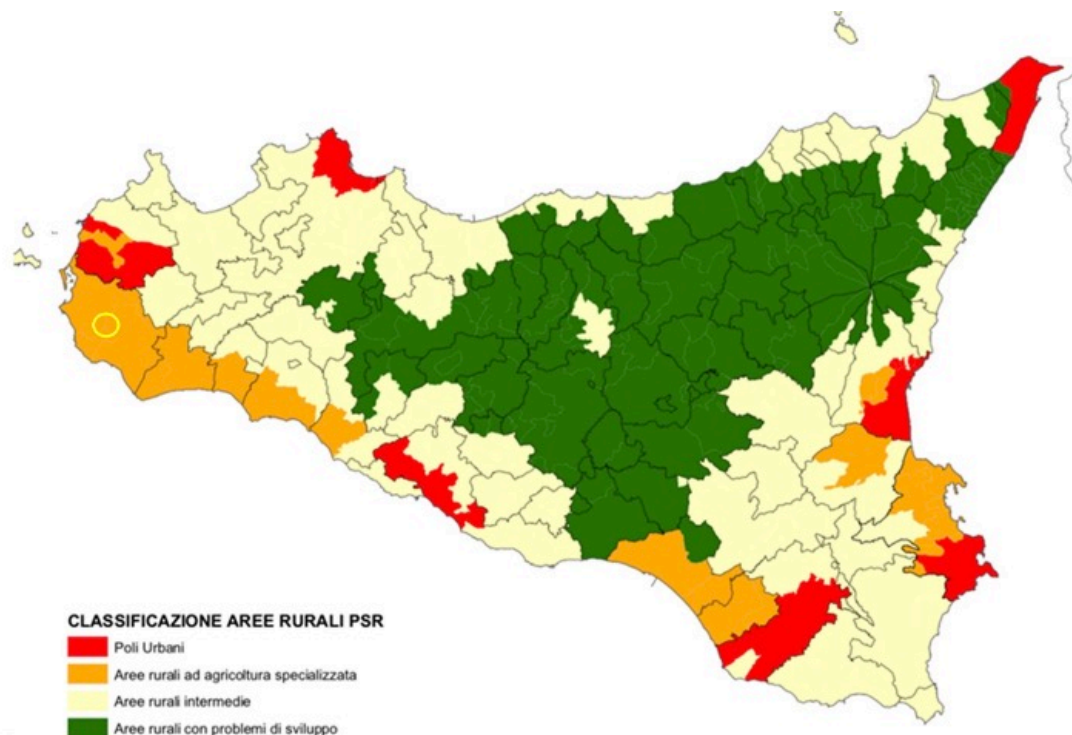 CLASSIFICAZIONE AREE RURALI PSR
Poli Urbani
Aree rurali ad agricoltura specializzata
Aree rurali intermedie
Aree rurali con problemi di sviluppo